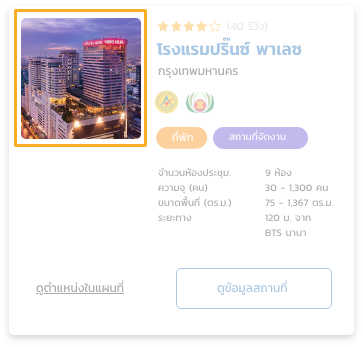 (40 รีวิว)
โรงแรมปริ๊นซ์ พาเลซ
กรุงเทพมหานคร
ที่พัก สถานที่จัดงาน
จำนวนห้องประชุม. 9 ห้อง
ความจุ (คน) 30 - 1,300 คน
ขนาดพื้นที่ (ตร.ม.) 75 - 1,367 ตร.ม.
ระยะทาง 120 ม. จาก
BTS นานา
ดูตำแหน่งในแผนที่ ดูข้อมูลสถานที่